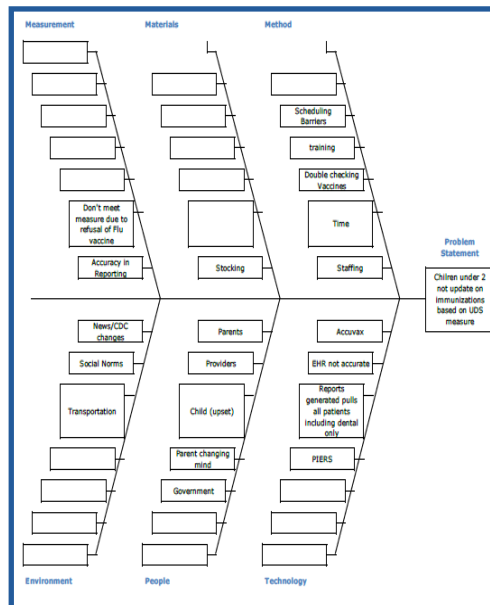 Measurement
Materials
Method
Scheduling
Barriers
training
Double checking
Vaccines
Don't meet
measure due to
refusal of Flu
vaccine
Time
Accuracy in
Reporting
Stocking
Staffing
Problem
Statement
Chilren under 2
not update on
immunizations
based on UDS
measure
News/CDC
changes
Parents
Accuvax
Social Norms
Providers
EHR not accurate
Transportation
Child (upset)
Reports
generated pulls
all patients
including dental
only
Parent changing
mind
PIERS
Government
Environment
People
Technology